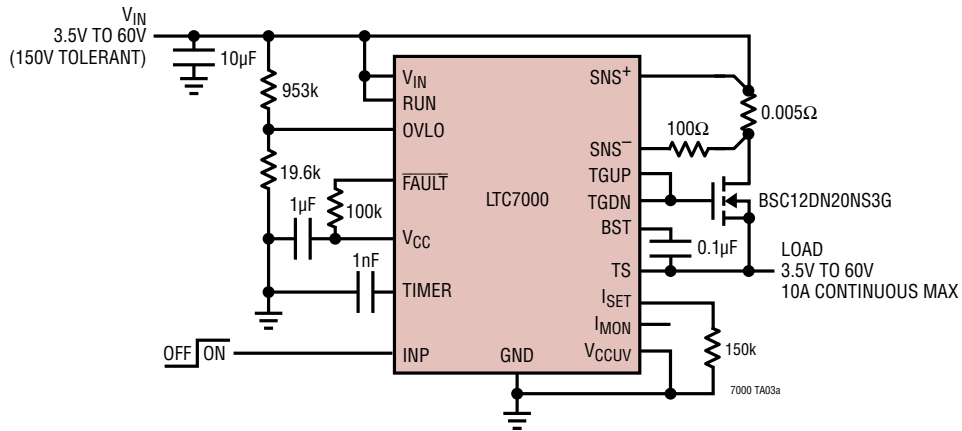 VIN
3.5V TO 60V
(150V TOLERANT)
10µF
953k
19.6k
1µF
100k
1nF
OFF ON
VIN
RUN
OVLO
FAULT
VCC
TIMER
INP
GND
LTC7000
SNS+
SNS−
TGUP
TGDN
BST
TS
ISET
IMON
VCCUV
100Ω
0.005Ω
BSC12DN20NS3G
0.1µF
LOAD
3.5V TO 60V
10A CONTINUOUS MAX
150k
7000 TA03a